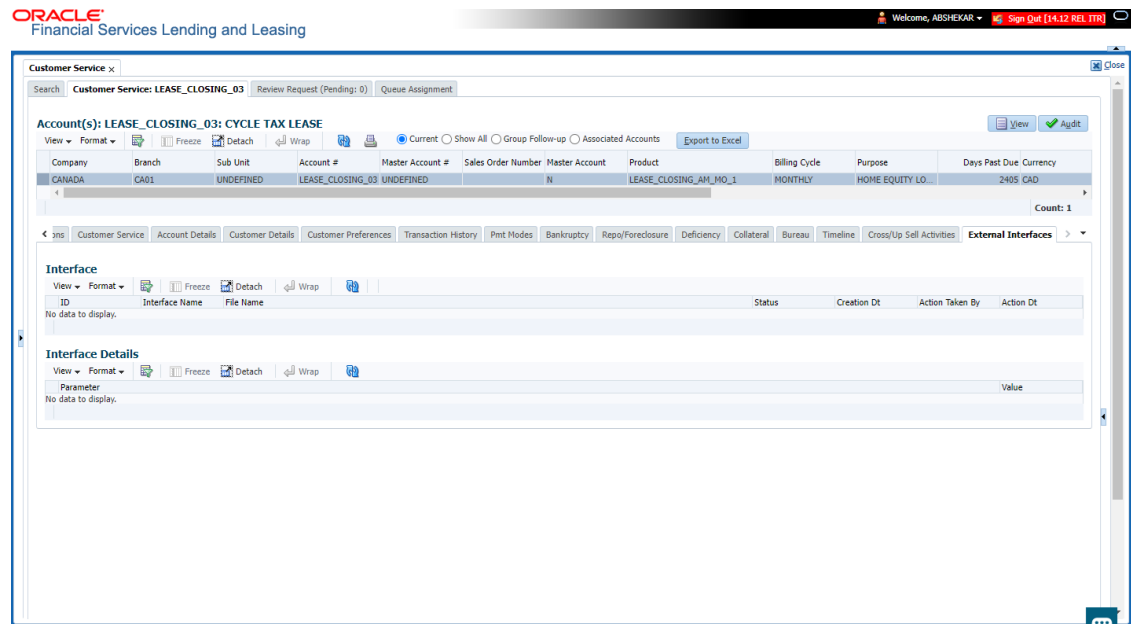 ORACLE
Financial Services Lending and Leasing
Welcome, ABSHEKAR Sign Out [14.12 REL ITR]
Close
Customer Service x
Search Customer Service: LEASE_CLOSING_03 Review Request (Pending: 0) Queue Assignment
Account(s): LEASE_CLOSING_03: CYCLE TAX LEASE
View Audit
View Format Freeze Detach Wrap Current Show All Group Follow-up Associated Accounts Export to Excel
Company Branch Sub Unit Account # Master Account # Sales Order Number Master Account Product Billing Cycle Purpose Days Past Due Currency
CANADA CA01 UNDEFINED LEASE_CLOSING_03 UNDEFINED N LEASE_CLOSING_AM_MO_1 MONTHLY HOME EQUITY LO... 2405 CAD
Count: 1
ons Customer Service Account Details Customer Details Customer Preferences Transaction History Pmt Modes Bankruptcy Repo/Foreclosure Deficiency Collateral Bureau Timeline Cross/Up Sell Activities External Interfaces
Interface
View Format Freeze Detach Wrap
ID Interface Name File Name Status Creation Dt Action Taken By Action Dt
No data to display.
Interface Details
View Format Freeze Detach Wrap
Parameter Value
No data to display.